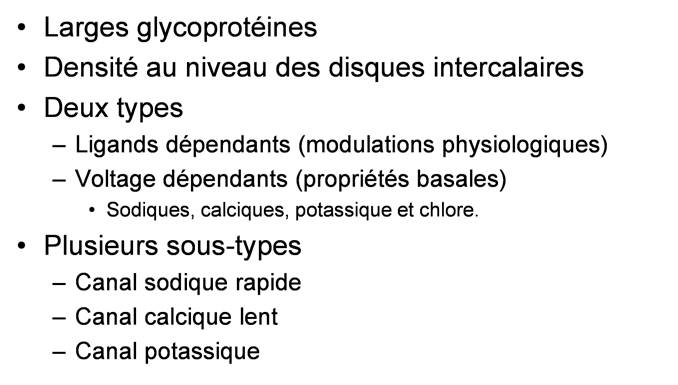 • Larges glycoprotéines
• Densité au niveau des disques intercalaires
• Deux types
– Ligands dépendants (modulations physiologiques)
– Voltage dépendants (propriétés basales)
• Sodiques, calciques, potassique et chlore.
• Plusieurs sous-types
– Canal sodique rapide
– Canal calcique lent
– Canal potassique